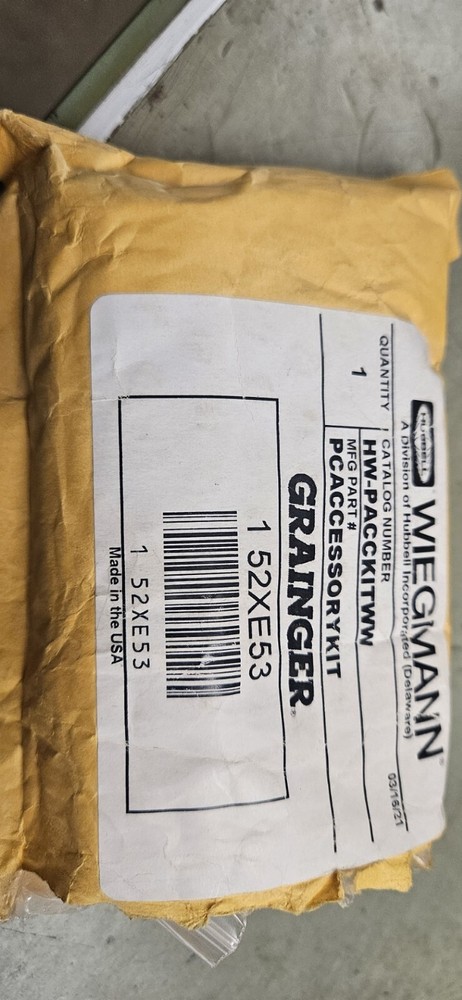 HUBBELL WIEGMANN®
A Division of Hubbell Incorporated (Delaware)
03/16/21
QUANTITY
1
CATALOG NUMBER
HW-PACCKITWW
MFG PART #
PCACCESSORYKIT
GRAINGER®
1 52XE53
1 52XE53
Made in the USA